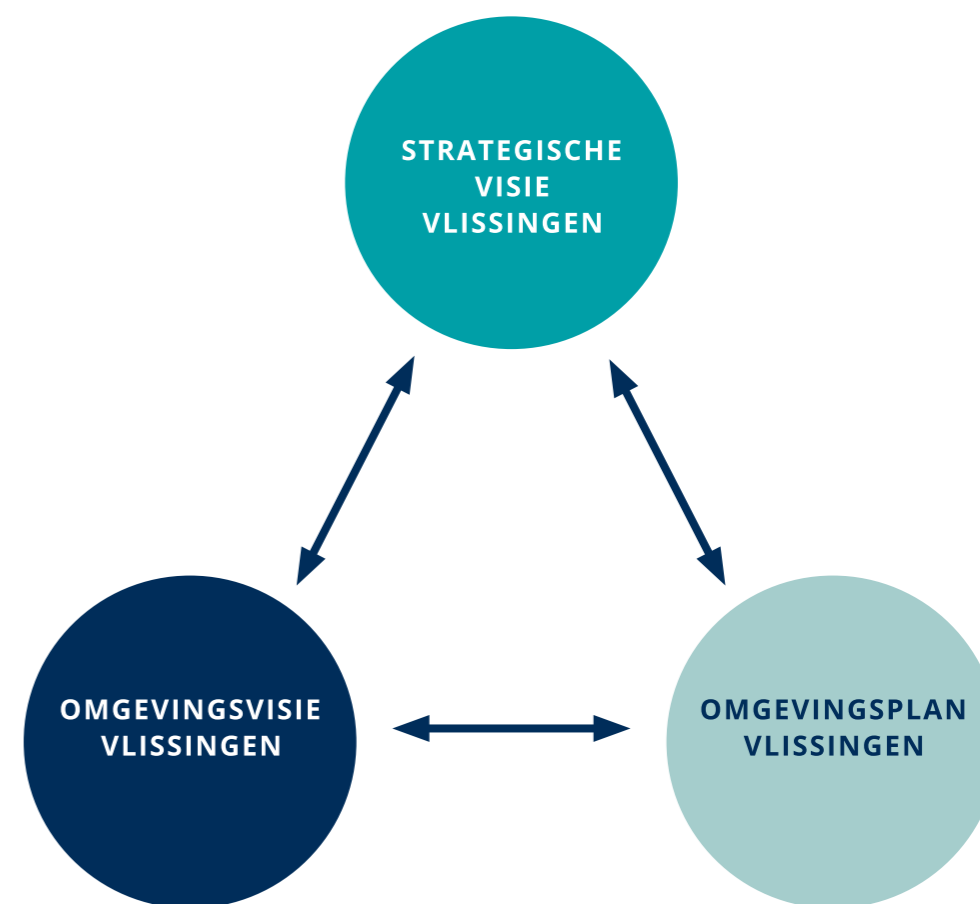 STRATEGISCHE
VISIE
VLISSINGEN
OMGEVINGSVISIE
VLISSINGEN
OMGEVINGSPLAN
VLISSINGEN